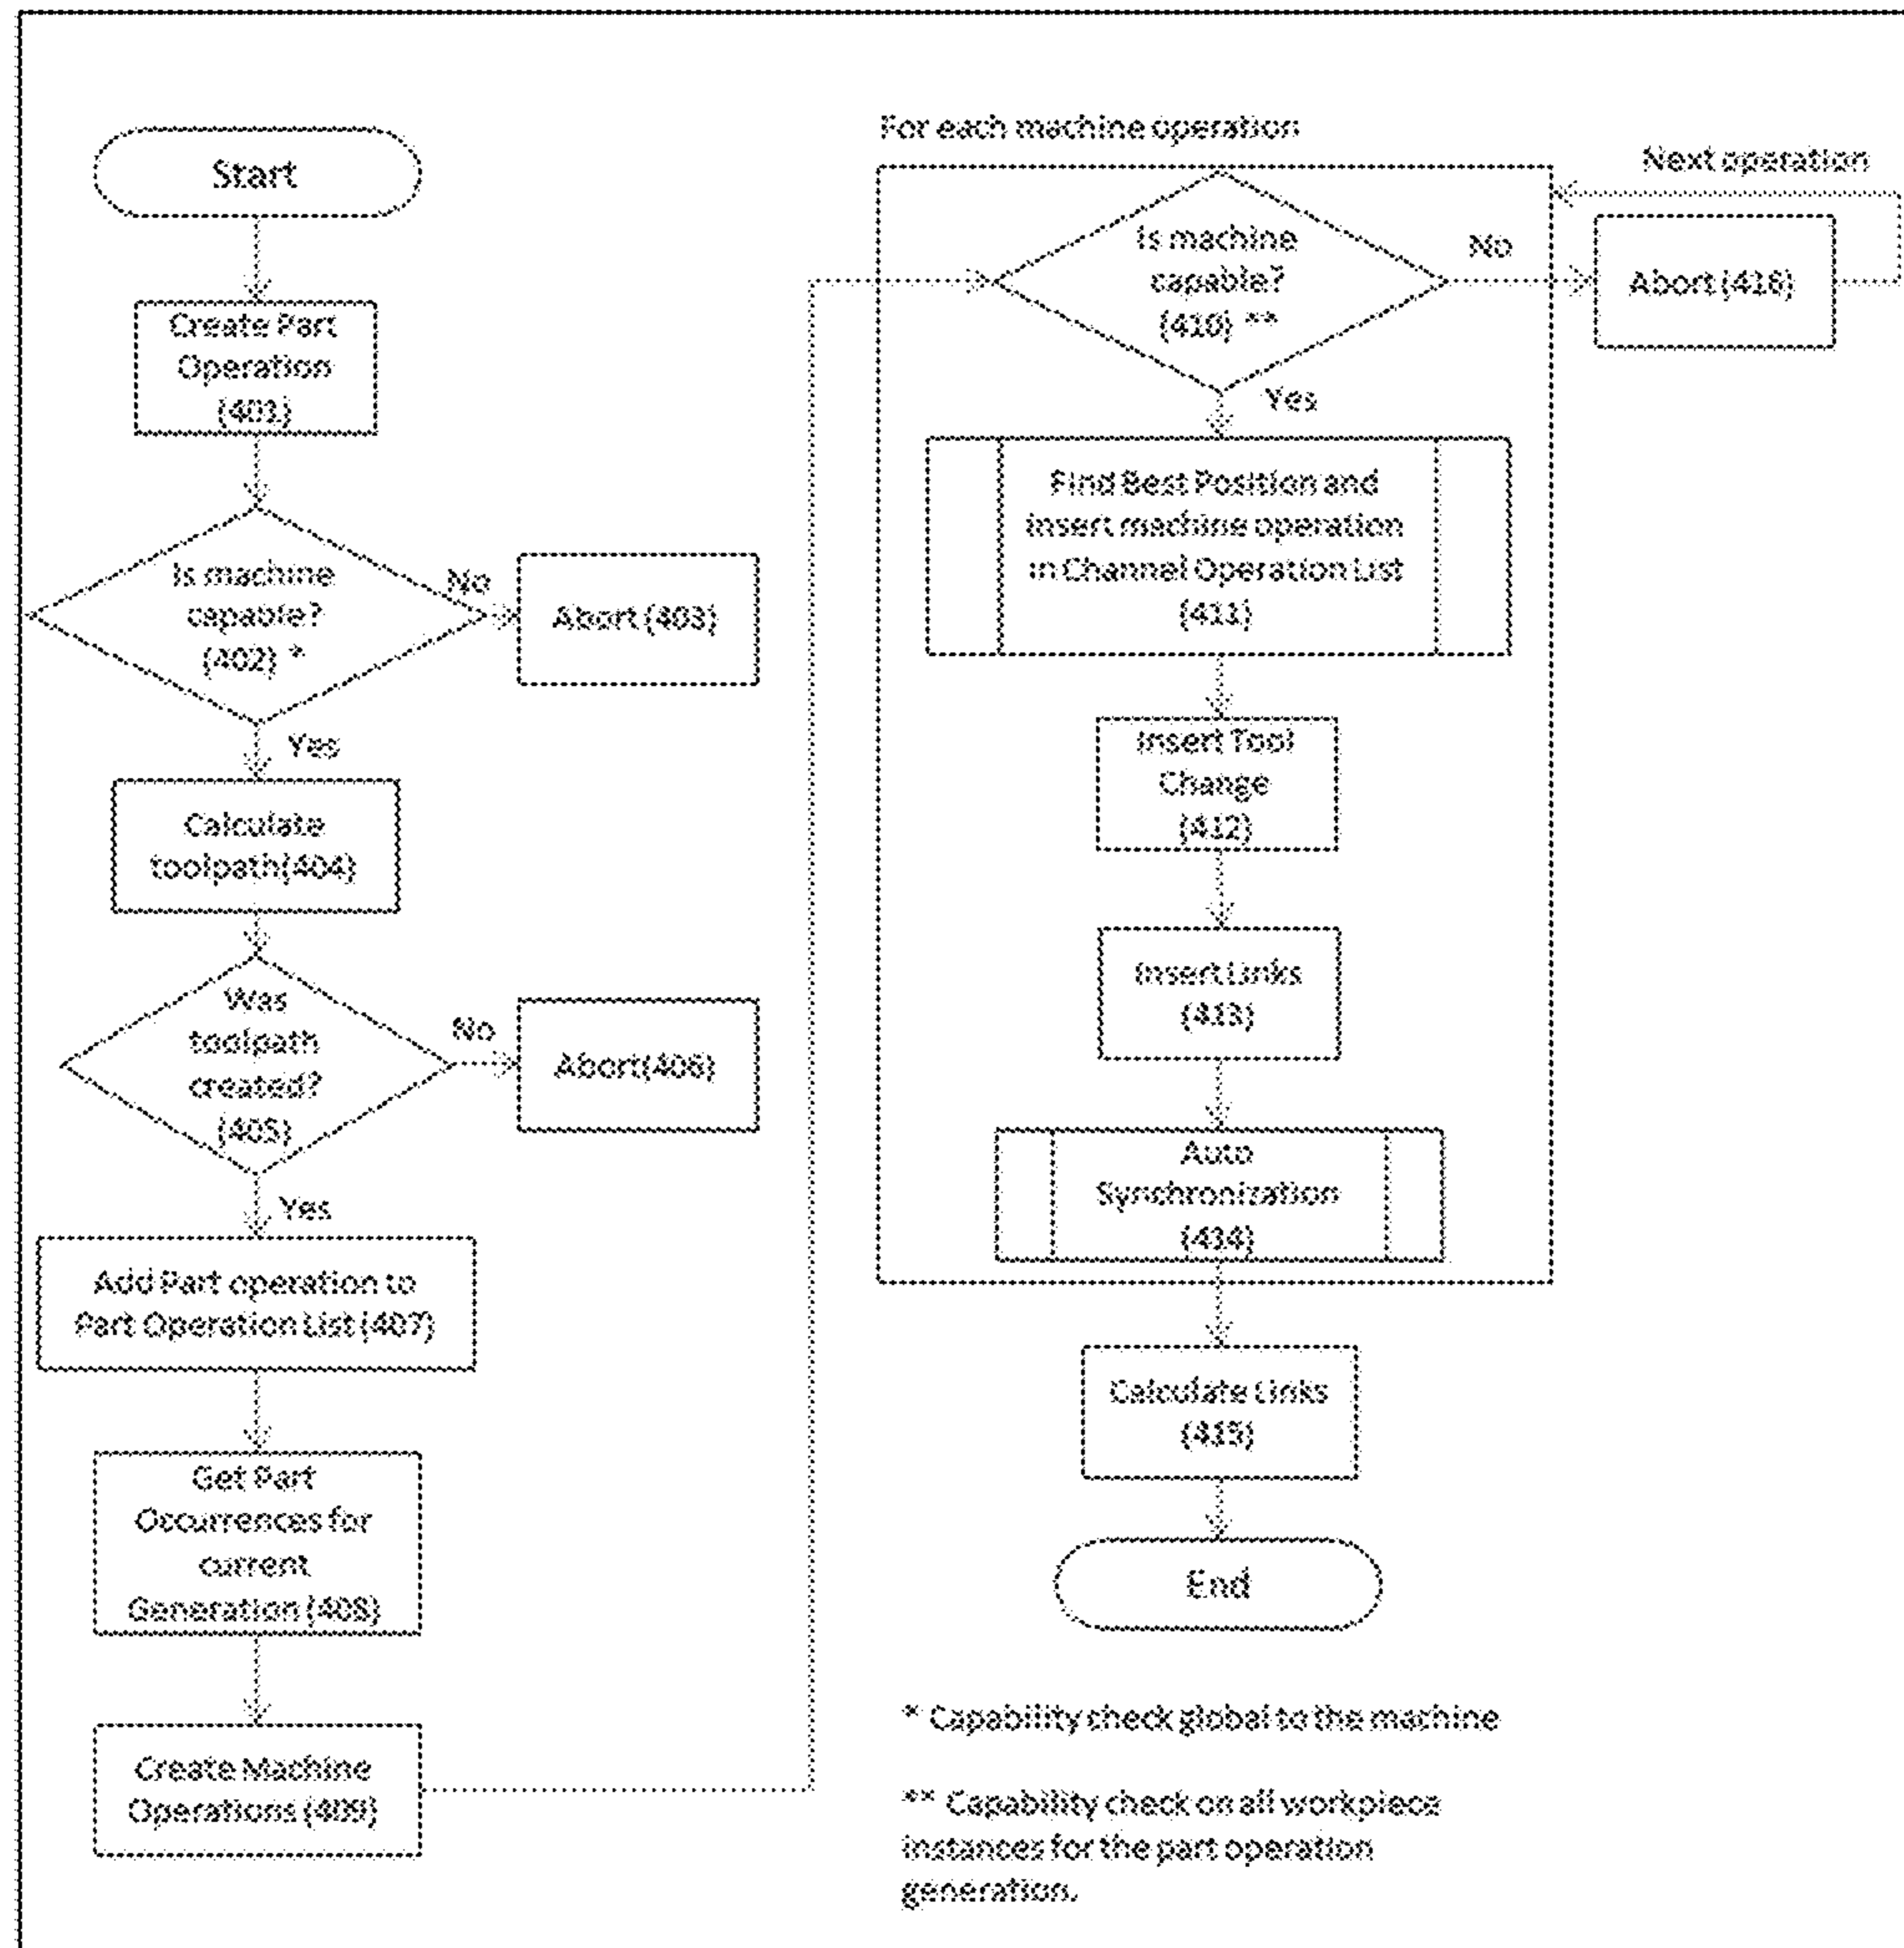 Start
Create Part
Operation
(401)
Is machine
capable?
(402) *
No
Abort (403)
Yes
Calculate
toolpath(404)
Was
toolpath
created?
(405)
No
Abort(406)
Yes
Add Part operation to
Part Operation List (407)
Get Part
Occurrences for
current
Generation (408)
Create Machine
Operations (409)
For each machine operation
Next operation
Is machine
capable?
(410) **
No
Abort (416)
Yes
Find Best Position and
insert machine operation
in Channel Operation List
(411)
Insert Tool
Change
(412)
Insert Links
(413)
Auto
Synchronization
(414)
Calculate Links
(415)
End
* Capability check global to the machine
** Capability check on all workpiece
instances for the part operation
generation.